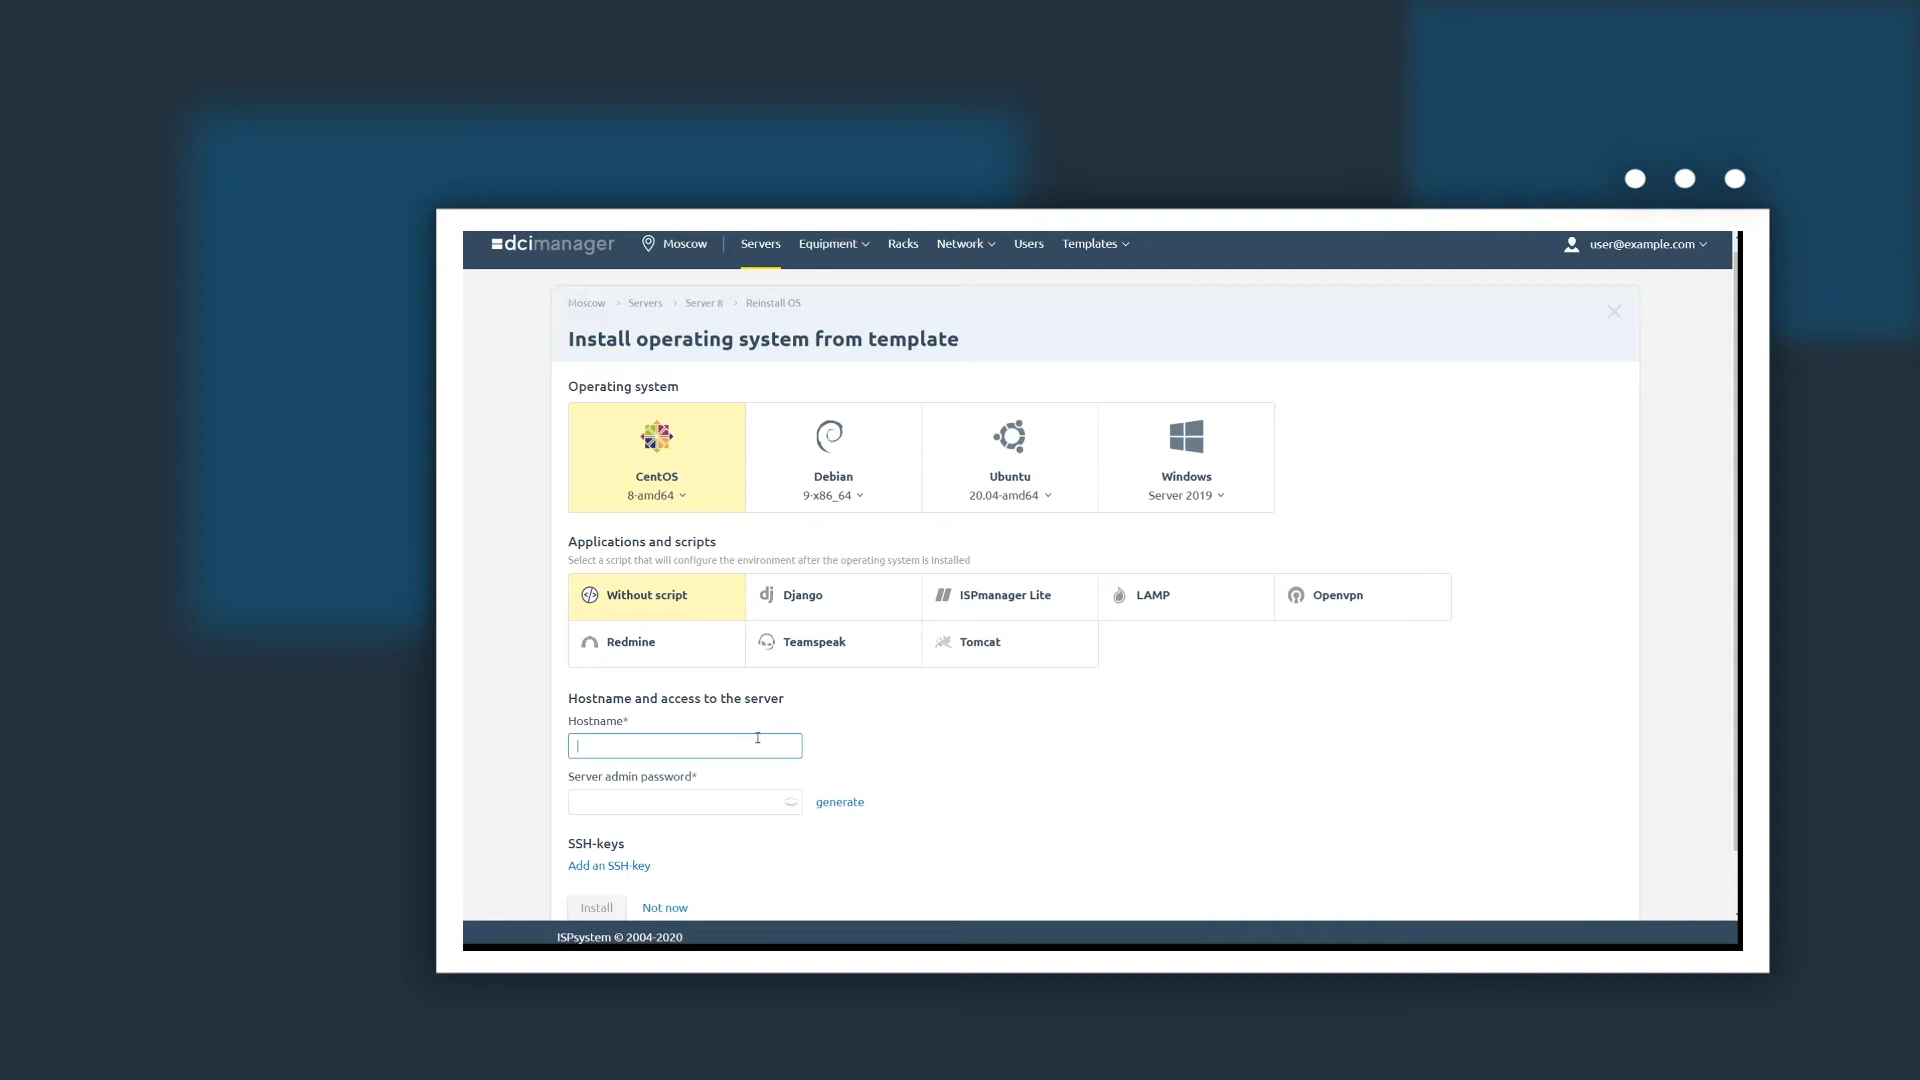 dcimanager Moscow Servers Equipment Racks Network Users Templates user@example.com
Moscow > Servers > Server 8 > Reinstall OS
Install operating system from template
Operating system
CentOS Debian Ubuntu Windows
8-amd64 9-x86_64 20.04-amd64 Server 2019
Applications and scripts
Select a script that will configure the environment after the operating system is installed
Without script dj Django ISPmanager Lite LAMP Openvpn
Redmine Teamspeak Tomcat
Hostname and access to the server
Hostname*
Server admin password*
generate
SSH-keys
Add an SSH-key
Install Not now
ISPsystem © 2004-2020